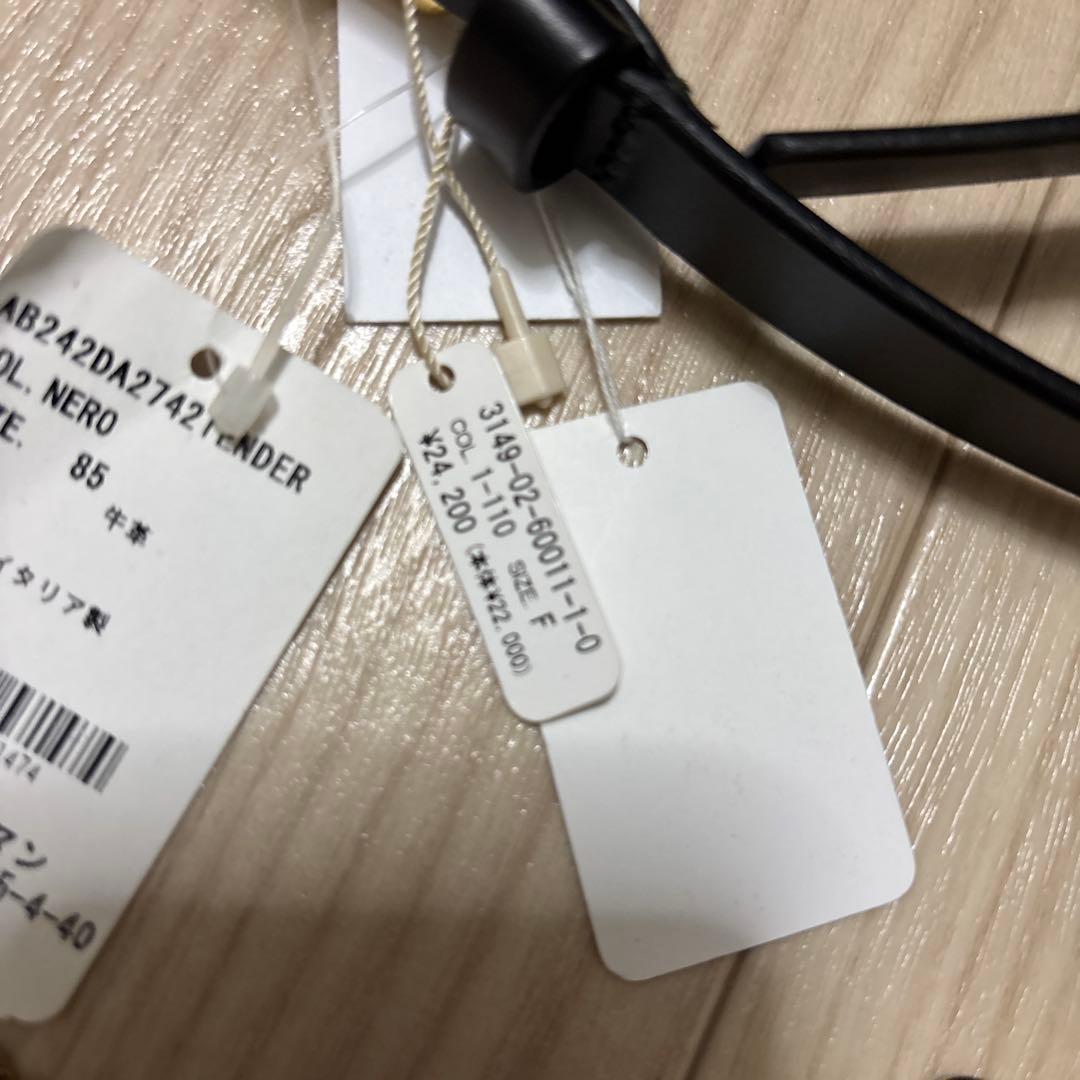 AB242DA2742TENDER
OL. NERO
ZE. 85
牛革
イタリア製
474
マン
5-4-40
3149-02-60011-1-0
COL. 1-110 SIZE. F
¥24,200 (本体¥22,000)